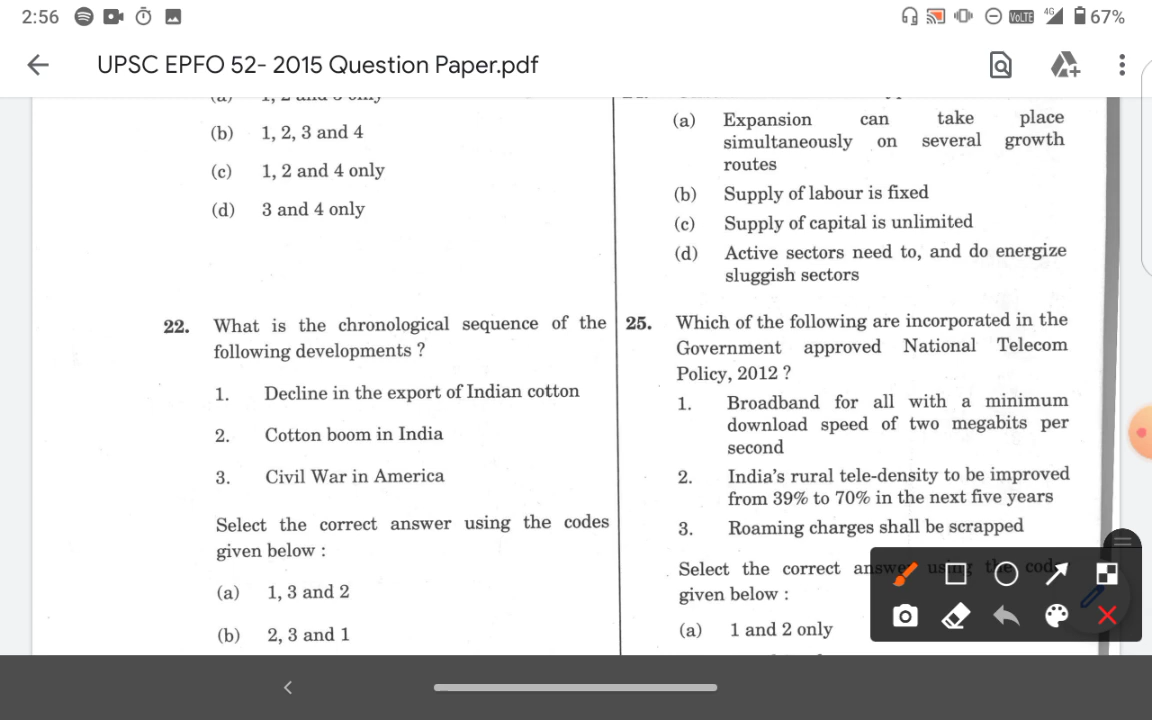 2:56
4G
VoLTE
67%
UPSC EPFO 52- 2015 Question Paper.pdf
(b) 1, 2, 3 and 4
(c) 1, 2 and 4 only
(d) 3 and 4 only
22. What is the chronological sequence of the
following developments ?
1. Decline in the export of Indian cotton
2. Cotton boom in India
3. Civil War in America
Select the correct answer using the codes
given below :
(a) 1, 3 and 2
(b) 2, 3 and 1
(a) Expansion can take place
simultaneously on several growth
routes
(b) Supply of labour is fixed
(c) Supply of capital is unlimited
(d) Active sectors need to, and do energize
sluggish sectors
25. Which of the following are incorporated in the
Government approved National Telecom
Policy, 2012 ?
1. Broadband for all with a minimum
download speed of two megabits per
second
2. India's rural tele-density to be improved
from 39% to 70% in the next five years
3. Roaming charges shall be scrapped
Select the correct answer using the codes
given below :
(a) 1 and 2 only